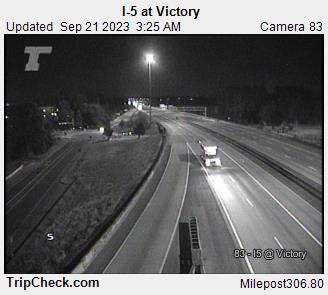 I-5 at Victory
Updated Sep 21 2023 3:25 AM
Camera 83
T
S
83 - I5 @ Victory
TripCheck.com
Milepost306.80